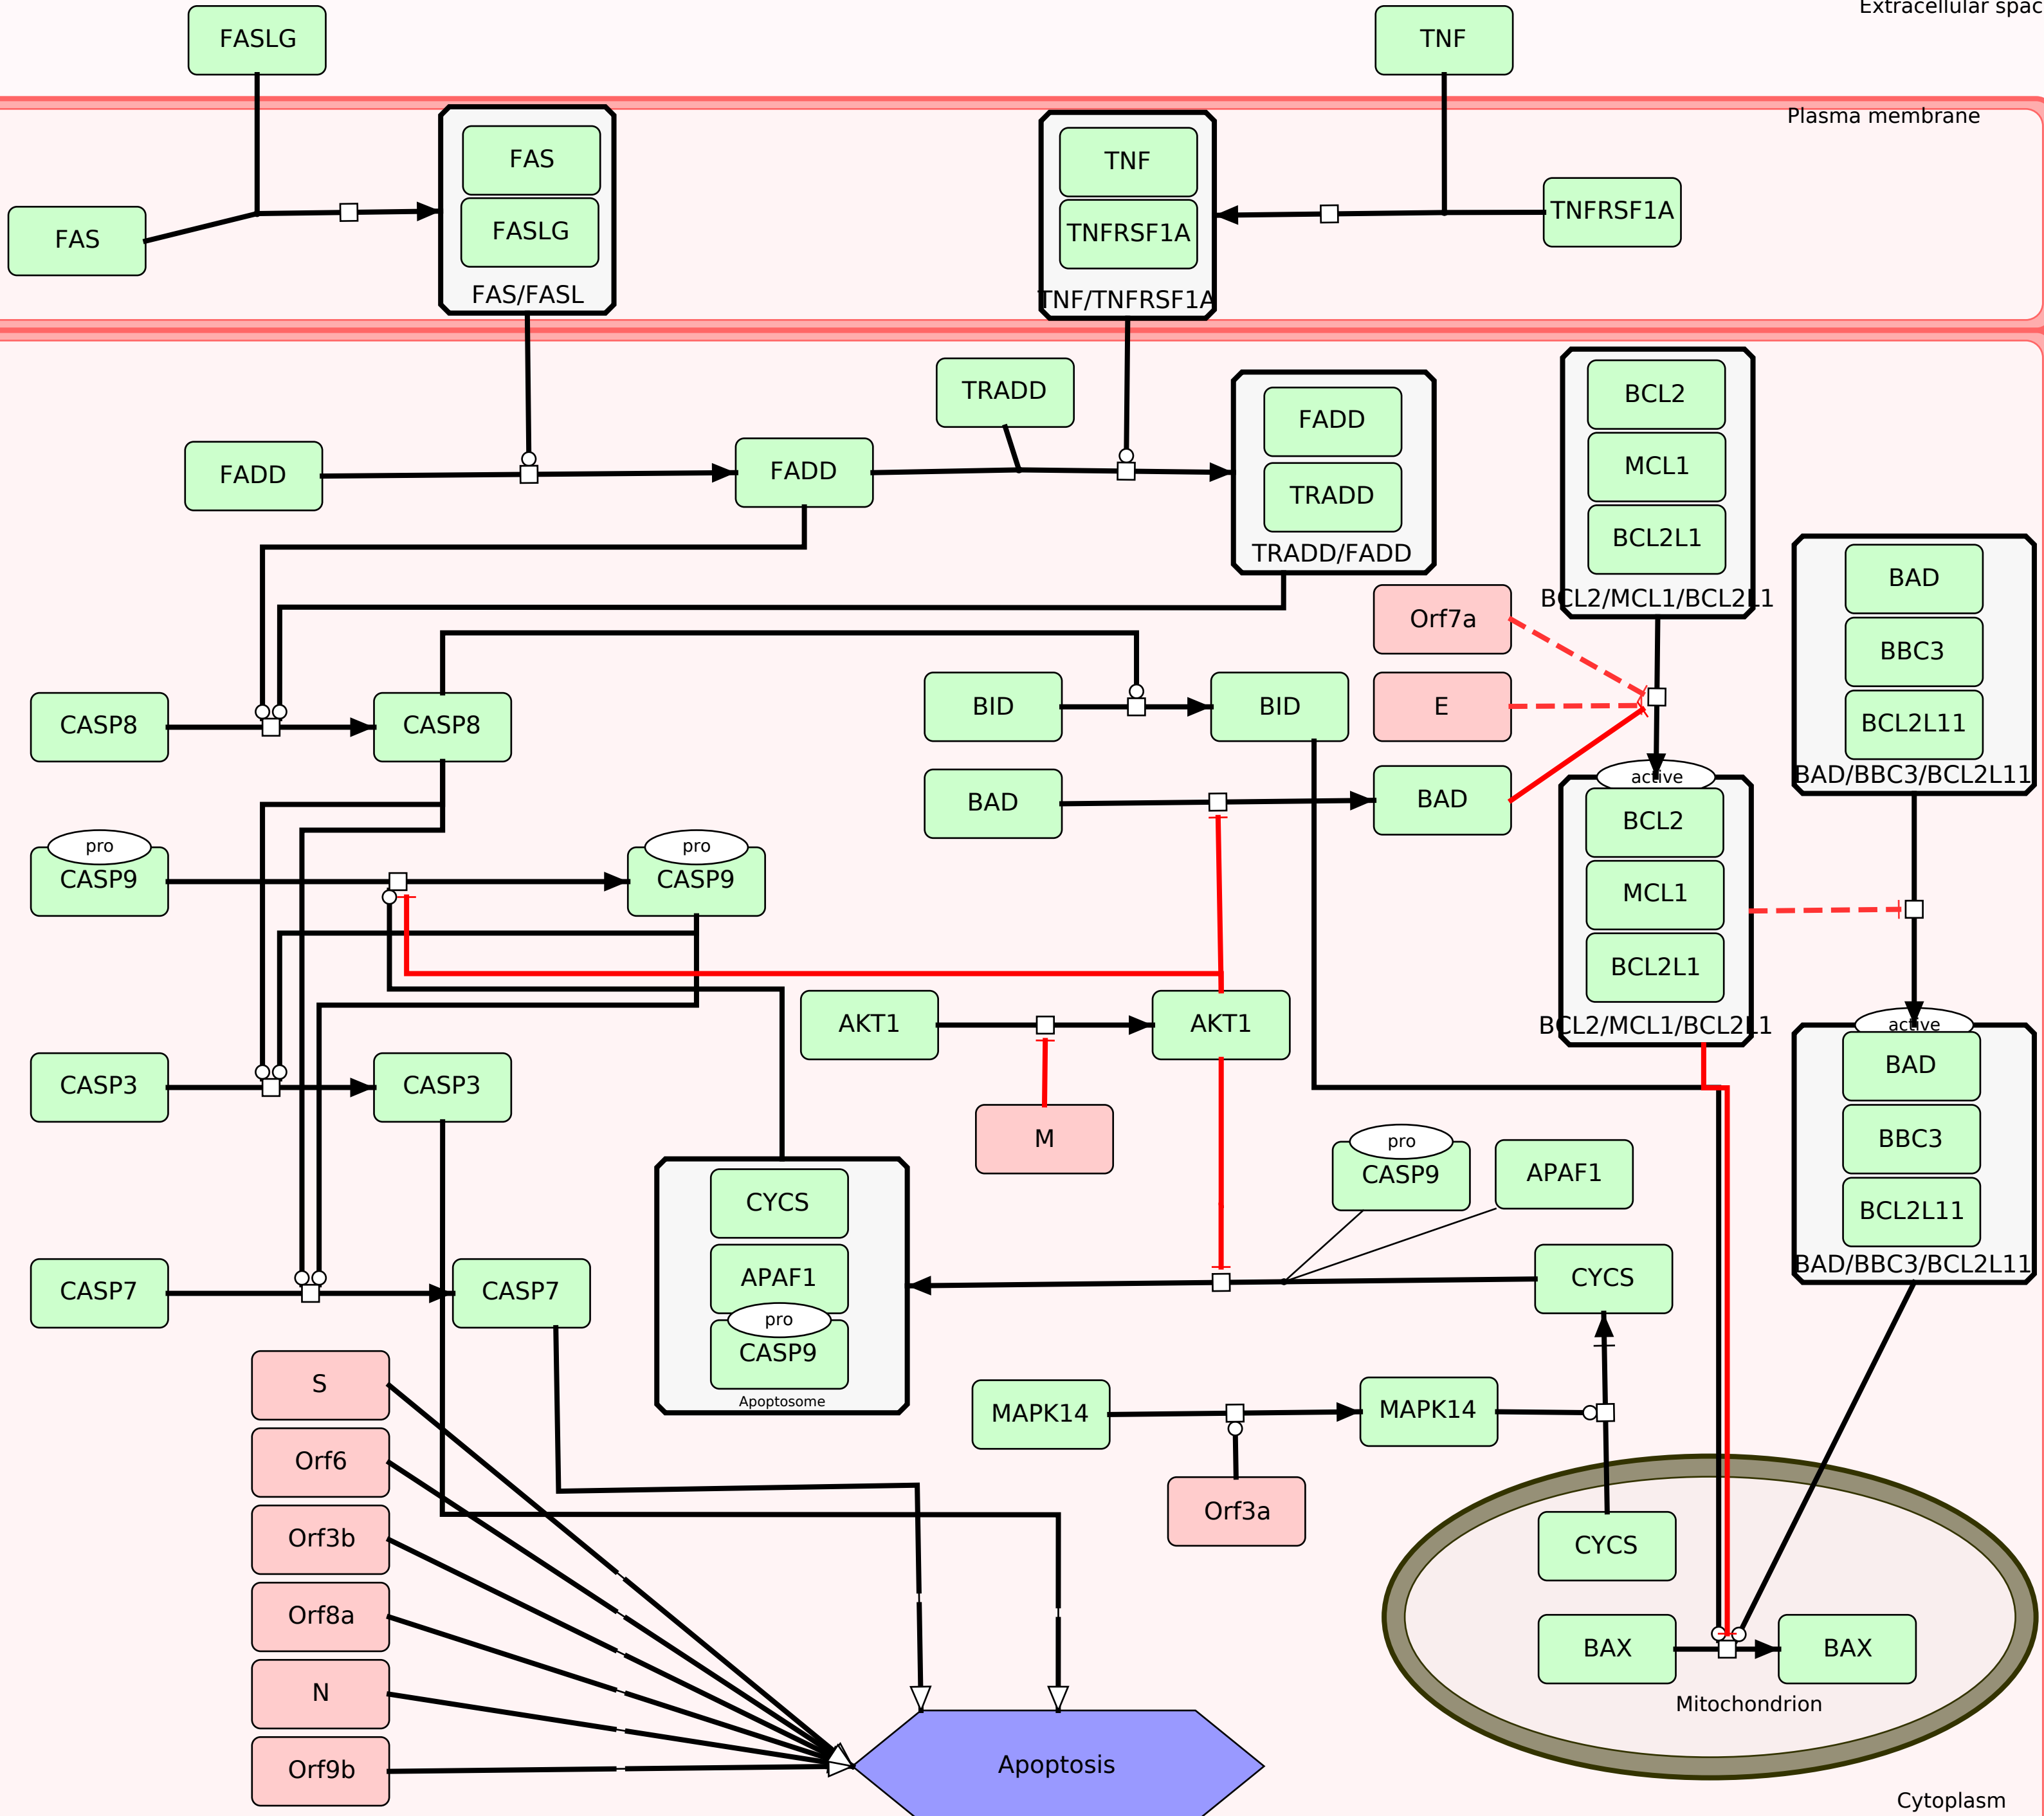 Extracellular spac
FASLG
TNF
Plasma membrane
FAS
TNF
FASLG
TNFRSF1A
TNFRSF1A
FAS
FAS/FASL
TNF/TNFRSF1A
TRADD
BCL2
FADD
MCL1
FADD
FADD
TRADD
BCL2L1
TRADD/FADD
BCL2/MCL1/BCL2L1
BAD
BBC3
BCL2L11
BAD/BBC3/BCL2L11
Orf7a
E
BID
BID
CASP8
CASP8
BAD
BAD
active
BCL2
MCL1
BCL2L1
BCL2/MCL1/BCL2L1
pro
CASP9
pro
CASP9
AKT1
AKT1
active
BAD
BBC3
BCL2L11
BAD/BBC3/BCL2L11
CASP3
CASP3
M
pro
CASP9
APAF1
CYCS
APAF1
pro
CASP9
Apoptosome
CYCS
CASP7
CASP7
MAPK14
MAPK14
Orf3a
S
Orf6
Orf3b
Orf8a
N
Orf9b
CYCS
BAX
BAX
Mitochondrion
Apoptosis
Cytoplasm